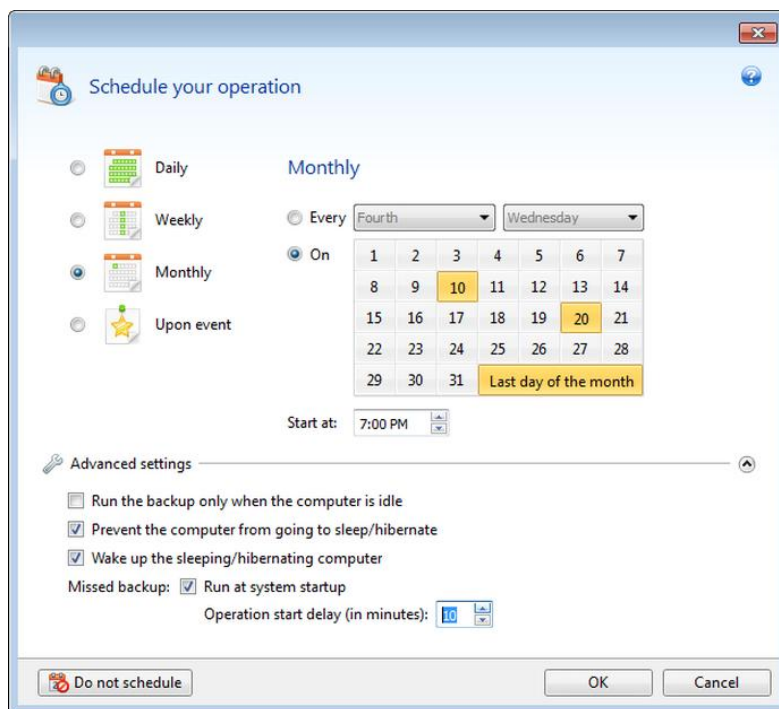 Schedule your operation
Daily
Weekly
Monthly
Upon event
Monthly
Every Fourth Wednesday
On
1 2 3 4 5 6 7
8 9 10 11 12 13 14
15 16 17 18 19 20 21
22 23 24 25 26 27 28
29 30 31 Last day of the month
Start at: 7:00 PM
Advanced settings
Run the backup only when the computer is idle
Prevent the computer from going to sleep/hibernate
Wake up the sleeping/hibernating computer
Missed backup: Run at system startup
Operation start delay (in minutes): 10
Do not schedule OK Cancel